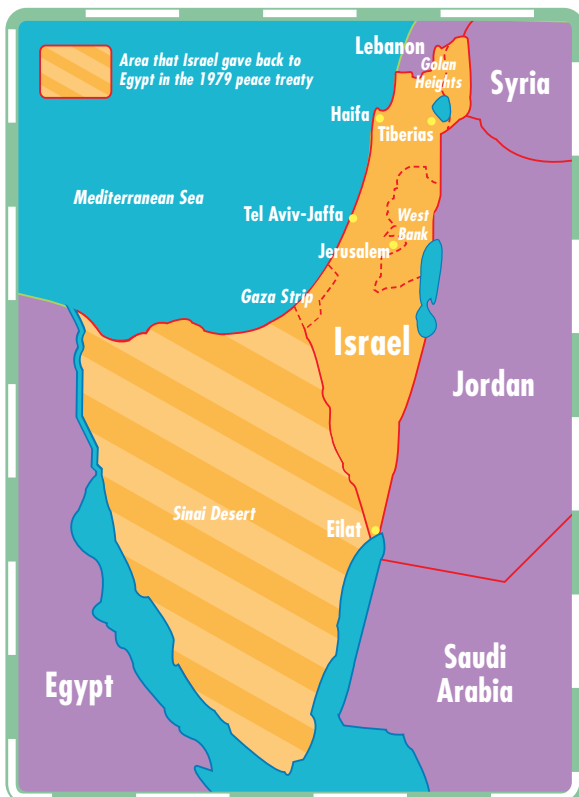 Area that Israel gave back to
Egypt in the 1979 peace treaty
Lebanon
Golan
Heights
Syria
Haifa
Tiberias
Mediterranean Sea
Tel Aviv-Jaffa
West
Bank
Jerusalem
Gaza Strip
Israel
Jordan
Sinai Desert
Eilat
Egypt
Saudi
Arabia